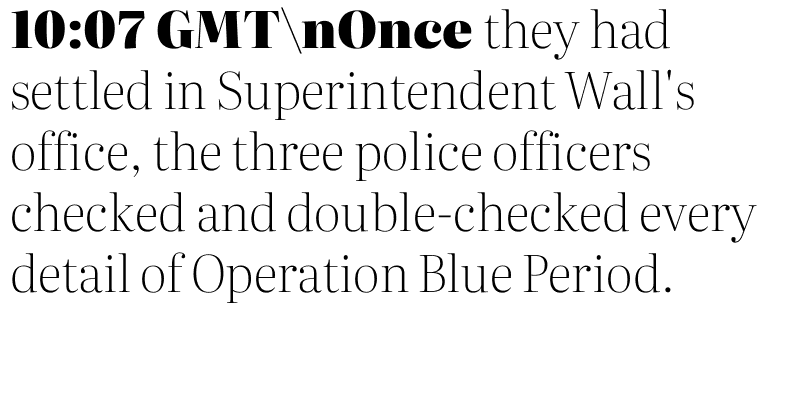 10:07 GMT\nOnce they had
settled in Superintendent Wall's
office, the three police officers
checked and double-checked every
detail of Operation Blue Period.